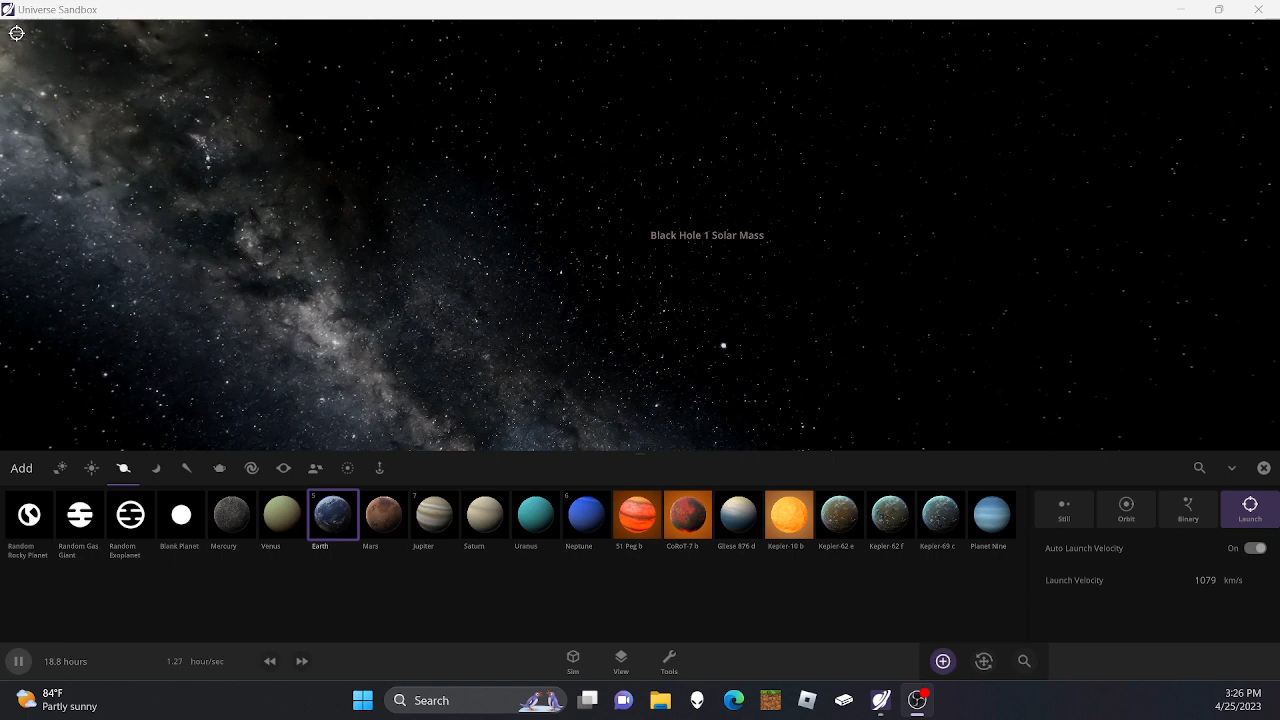 Universe Sandbox
Black Hole 1 Solar Mass
Add
5
7
6
Random Rocky Planet
Random Gas Giant
Random Exoplanet
Blank Planet
Mercury
Venus
Earth
Mars
Jupiter
Saturn
Uranus
Neptune
51 Peg b
CoRoT-7 b
Gliese 876 d
Kepler-10 b
Kepler-62 e
Kepler-62 f
Kepler-69 c
Planet Nine
Still
Orbit
Binary
Launch
Auto Launch Velocity On
Launch Velocity 1079 km/s
18.8 hours
1.27 hour/sec
Sim
View
Tools
84°F
Partly sunny
Search
3:26 PM
4/25/2023